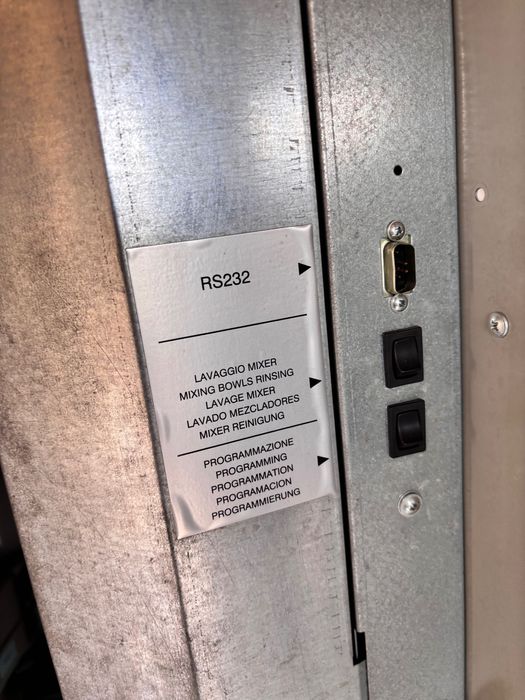 RS232
LAVAGGIO MIXER
MIXING BOWLS RINSING
LAVAGE MIXER
LAVADO MEZCLADORES
MIXER REINIGUNG
PROGRAMMAZIONE
PROGRAMMING
PROGRAMMATION
PROGRAMACION
PROGRAMMIERUNG